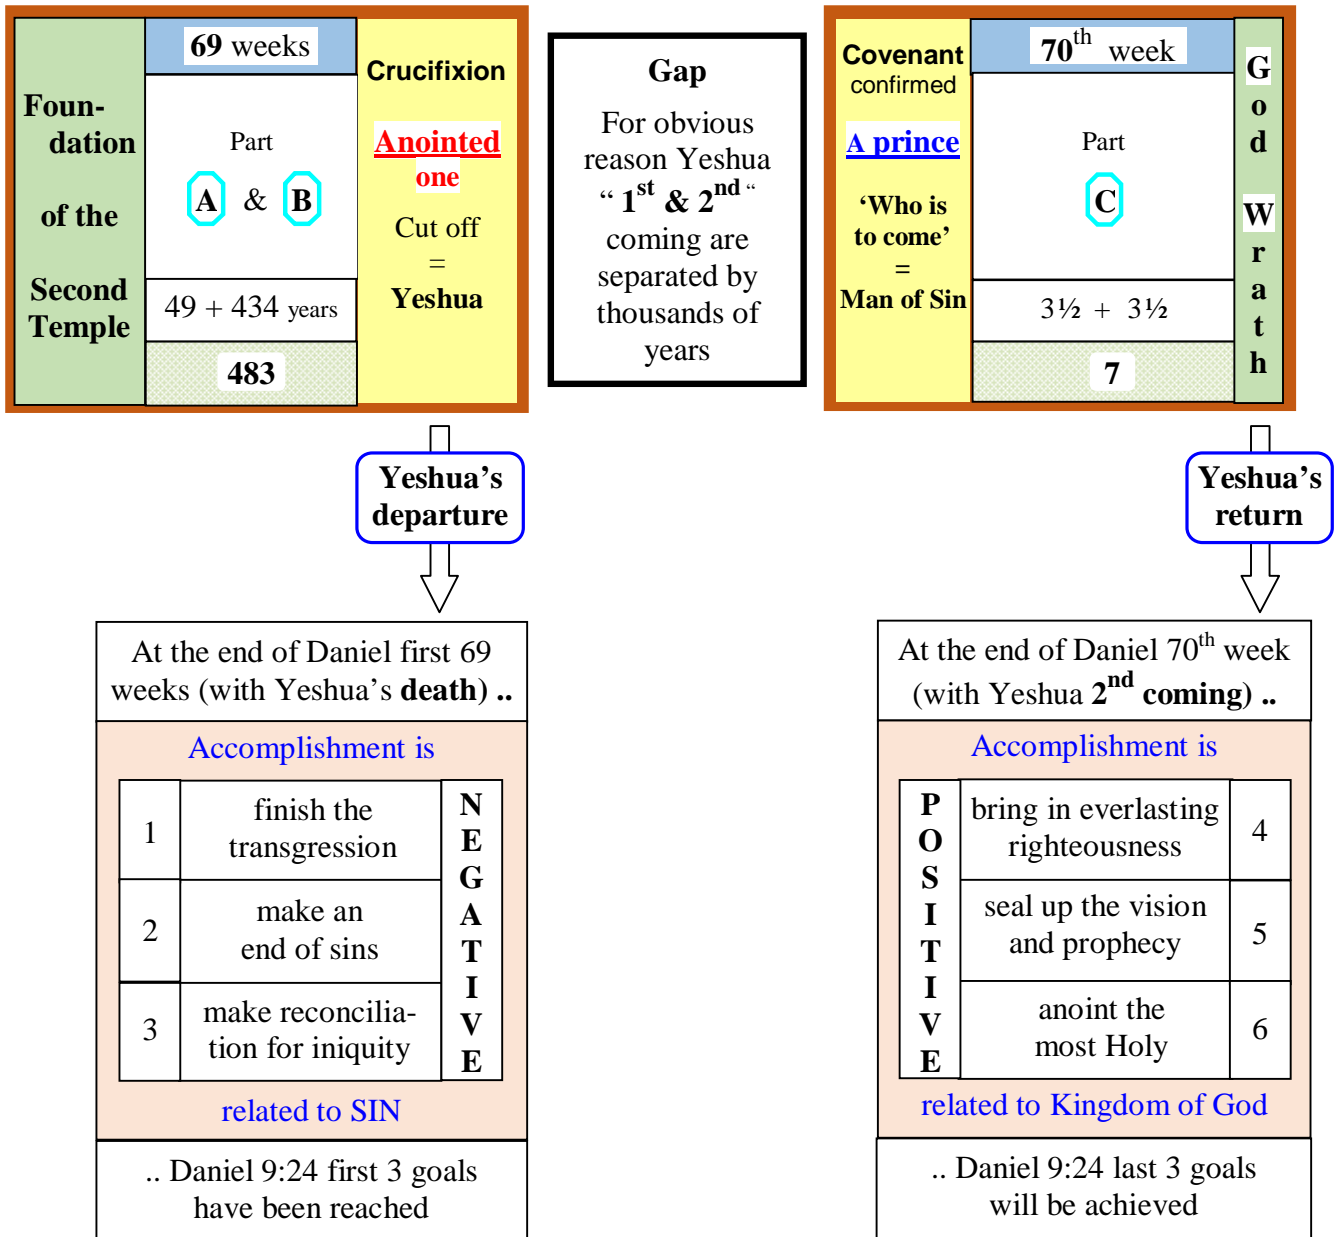 Foun-
dation
of the
Second
Temple
69 weeks
Part
A & B
49 + 434 years
483
Crucifixion
Anointed
one
Cut off
=
Yeshua
Gap
For obvious
reason Yeshua
“ 1st & 2nd “
coming are
separated by
thousands of
years
Covenant
confirmed
A prince
‘Who is
to come’
=
Man of Sin
70th week
Part
C
3½ + 3½
7
G
o
d
W
r
a
t
h
Yeshua’s
departure
Yeshua’s
return
At the end of Daniel first 69
weeks (with Yeshua’s death) ..
Accomplishment is
1
finish the
transgression
2
make an
end of sins
3
make reconcilia-
tion for iniquity
N
E
G
A
T
I
V
E
related to SIN
.. Daniel 9:24 first 3 goals
have been reached
At the end of Daniel 70th week
(with Yeshua 2nd coming) ..
Accomplishment is
P
O
S
I
T
I
V
E
bring in everlasting
righteousness
4
seal up the vision
and prophecy
5
anoint the
most Holy
6
related to Kingdom of God
.. Daniel 9:24 last 3 goals
will be achieved